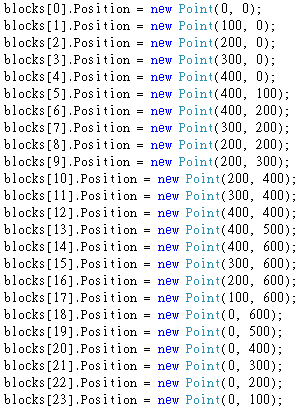 blocks[0].Position = new Point(0, 0);
blocks[1].Position = new Point(100, 0);
blocks[2].Position = new Point(200, 0);
blocks[3].Position = new Point(300, 0);
blocks[4].Position = new Point(400, 0);
blocks[5].Position = new Point(400, 100);
blocks[6].Position = new Point(400, 200);
blocks[7].Position = new Point(300, 200);
blocks[8].Position = new Point(200, 200);
blocks[9].Position = new Point(200, 300);
blocks[10].Position = new Point(200, 400);
blocks[11].Position = new Point(300, 400);
blocks[12].Position = new Point(400, 400);
blocks[13].Position = new Point(400, 500);
blocks[14].Position = new Point(400, 600);
blocks[15].Position = new Point(300, 600);
blocks[16].Position = new Point(200, 600);
blocks[17].Position = new Point(100, 600);
blocks[18].Position = new Point(0, 600);
blocks[19].Position = new Point(0, 500);
blocks[20].Position = new Point(0, 400);
blocks[21].Position = new Point(0, 300);
blocks[22].Position = new Point(0, 200);
blocks[23].Position = new Point(0, 100);